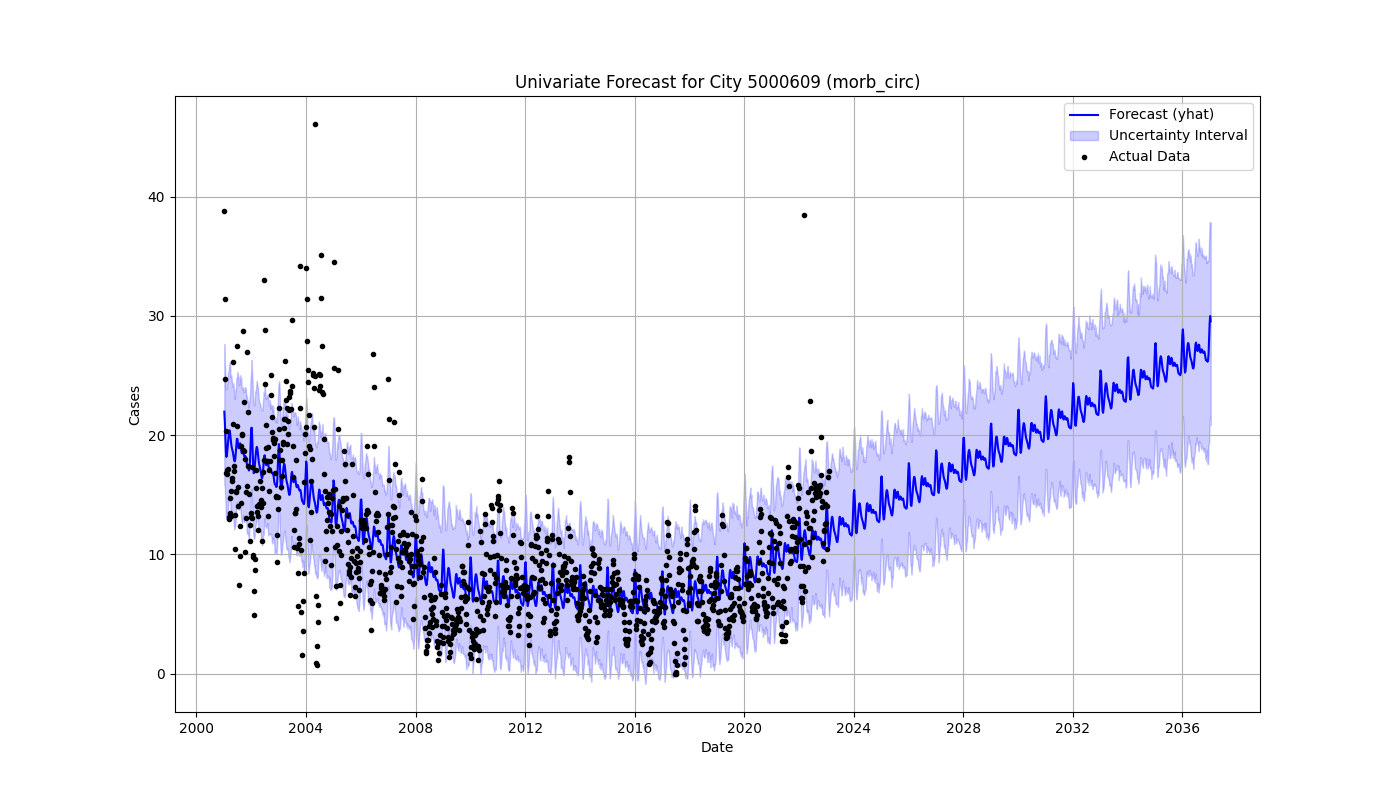 Univariate Forecast for City 5000609 (morb_circ)
Forecast (yhat)
Uncertainty Interval
Actual Data
Cases
40
30
20
10
0
2000 2004 2008 2012 2016 2020 2024 2028 2032 2036
Date